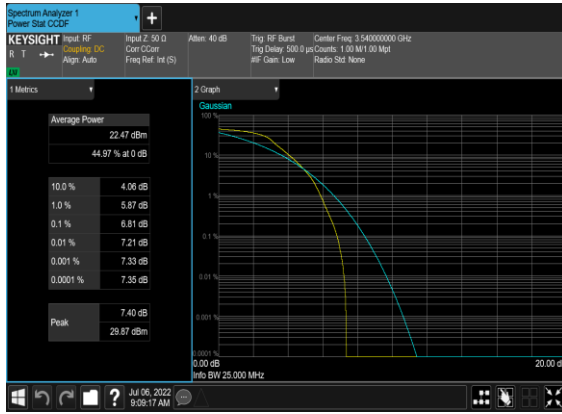 Spectrum Analyzer 1
Power Stat CCDF
+
KEYSIGHT
R T
LXI
Input: RF
Coupling: DC
Align: Auto
Input Z: 50 Ω
Corr CCorr
Freq Ref: Int (S)
Atten: 40 dB
Trig: RF Burst
Trig Delay: 500.0 µs
#IF Gain: Low
Center Freq: 3.540000000 GHz
Counts: 1.00 M/1.00 Mpt
Radio Std: None
1 Metrics
Average Power
22.47 dBm
44.97 % at 0 dB
10.0 % 4.06 dB
1.0 % 5.87 dB
0.1 % 6.81 dB
0.01 % 7.21 dB
0.001 % 7.33 dB
0.0001 % 7.35 dB
Peak
7.40 dB
29.87 dBm
2 Graph
Gaussian
100 %
10 %
1 %
0.1 %
0.01 %
0.001 %
0.0001 %
0.00 dB
20.00 d
Info BW 25.000 MHz
?
Jul 06, 2022
9:09:17 AM